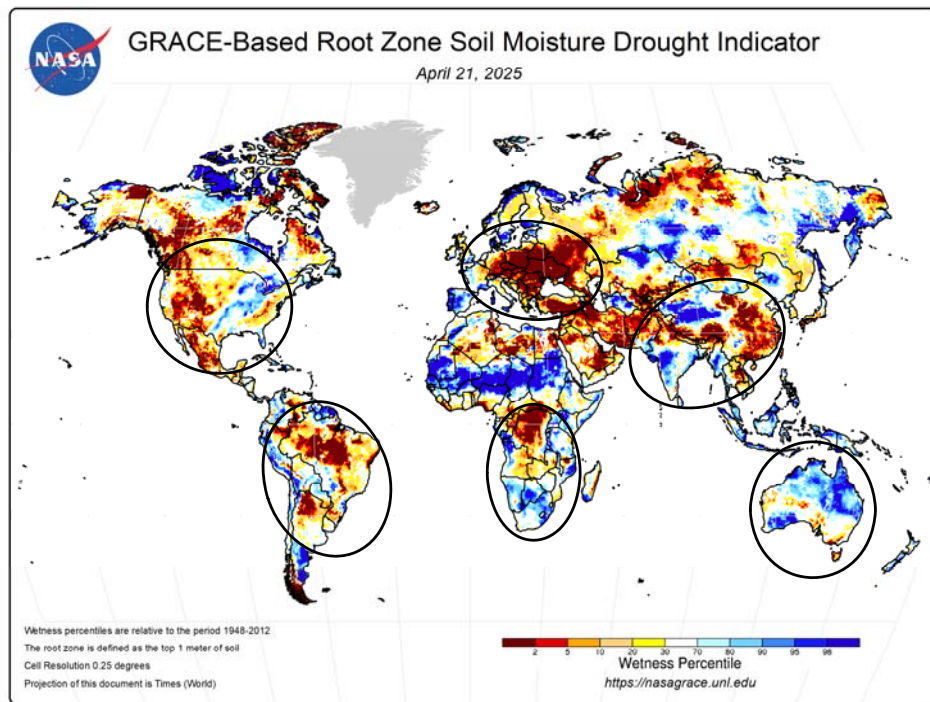 NASA
GRACE-Based Root Zone Soil Moisture Drought Indicator
April 21, 2025
Wetness percentiles are relative to the period 1948-2012
The root zone is defined as the top 1 meter of soil
Cell Resolution 0.25 degrees
Projection of this document is Times (World)
2 5 10 20 30 70 80 90 95 98
Wetness Percentile
https://nasagrace.unl.edu